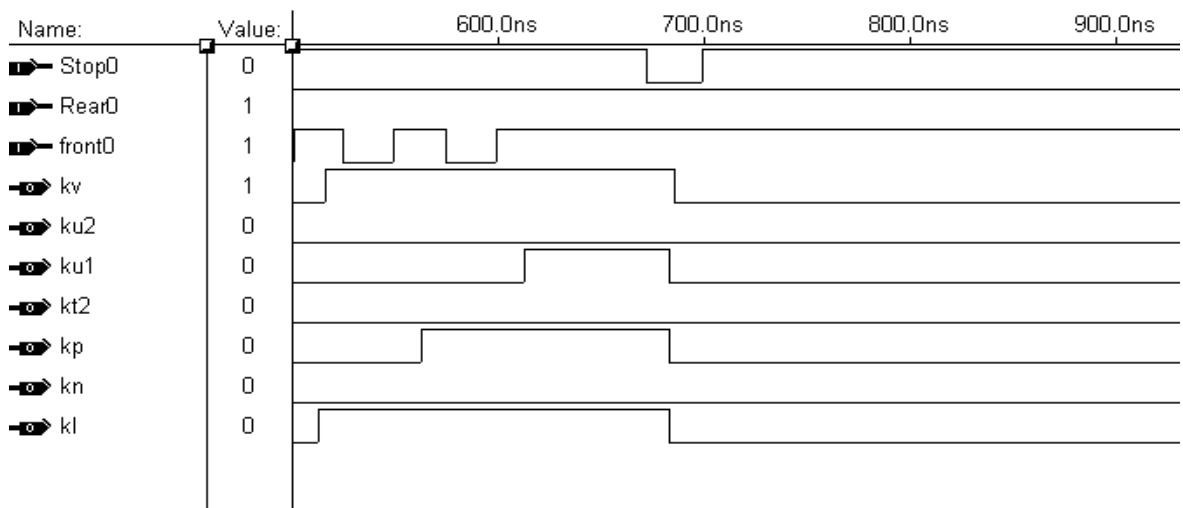 Name: Value: 600.0ns 700.0ns 800.0ns 900.0ns
Stop0 0
Rear0 1
front0 1
kv 1
ku2 0
ku1 0
kt2 0
kp 0
kn 0
kl 0